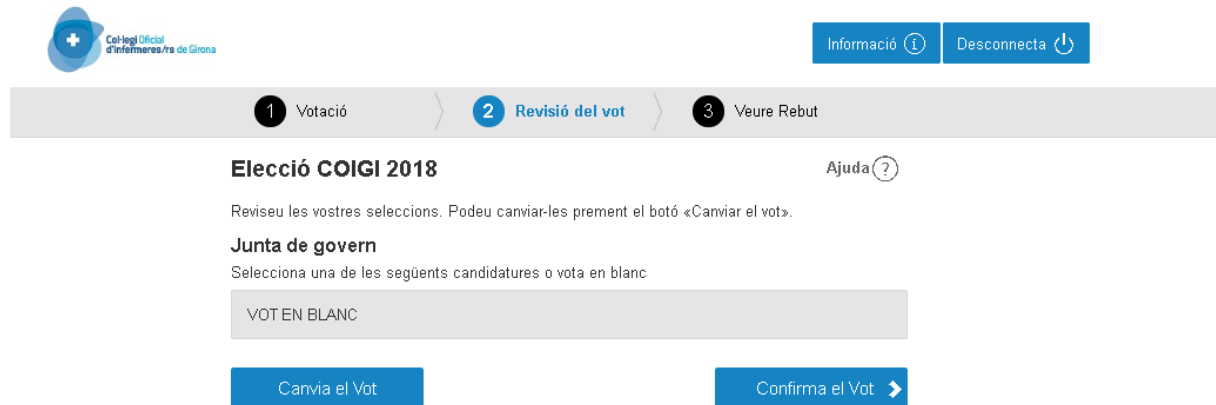 Col·legi Oficial
d'Infermeres/rs de Girona
Informació
Desconnecta
1 Votació
2 Revisió del vot
3 Veure Rebut
Elecció COIGI 2018
Ajuda ?
Reviseu les vostres seleccions. Podeu canviar-les prement el botó «Canviar el vot».
Junta de govern
Selecciona una de les següents candidatures o vota en blanc
VOT EN BLANC
Canvia el Vot
Confirma el Vot